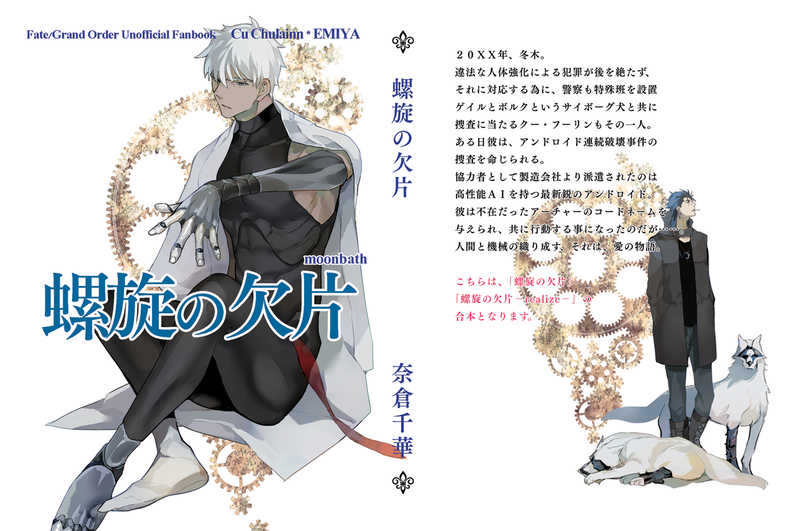 Fate/Grand Order Unofficial Fanbook Cu Chulainn * EMIYA
moonbath
螺旋の欠片
螺旋の欠片
奈倉千華
20XX年、冬木。
違法な人体強化による犯罪が後を絶たず、
それに対応する為に、警察も特殊班を設置
ゲイルとボルクというサイボーグ犬と共に
捜査に当たるクー・フーリンもその一人。
ある日彼は、アンドロイド連続破壊事件の
捜査を命じられる。
協力者として製造会社より派遣されたのは
高性能AIを持つ最新鋭のアンドロイド。
彼は不在だったアーチャーのコードネームを
与えられ、共に行動する事になったのだが……
人間と機械の織り成す、それは、愛の物語。
こちらは、「螺旋の欠片」
「螺旋の欠片－realize－」の
合本となります。